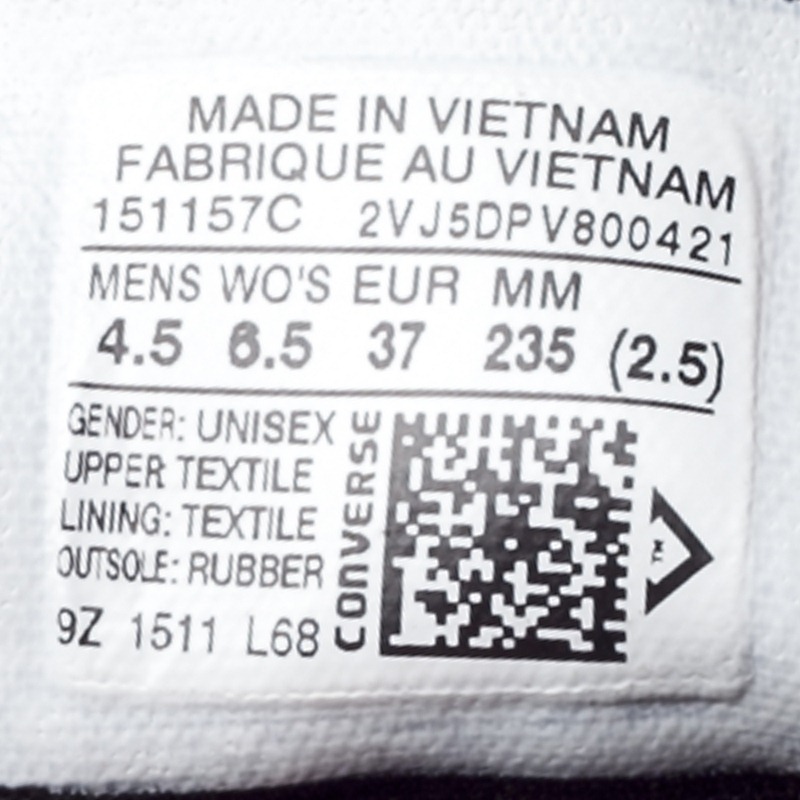 MADE IN VIETNAM
FABRIQUE AU VIETNAM
151157C 2VJ5DPV800421
MENS WO'S EUR MM
4.5 6.5 37 235 (2.5)
GENDER: UNISEX
UPPER TEXTILE
LINING: TEXTILE
OUTSOLE: RUBBER
9Z 1511 L68
CONVERSE